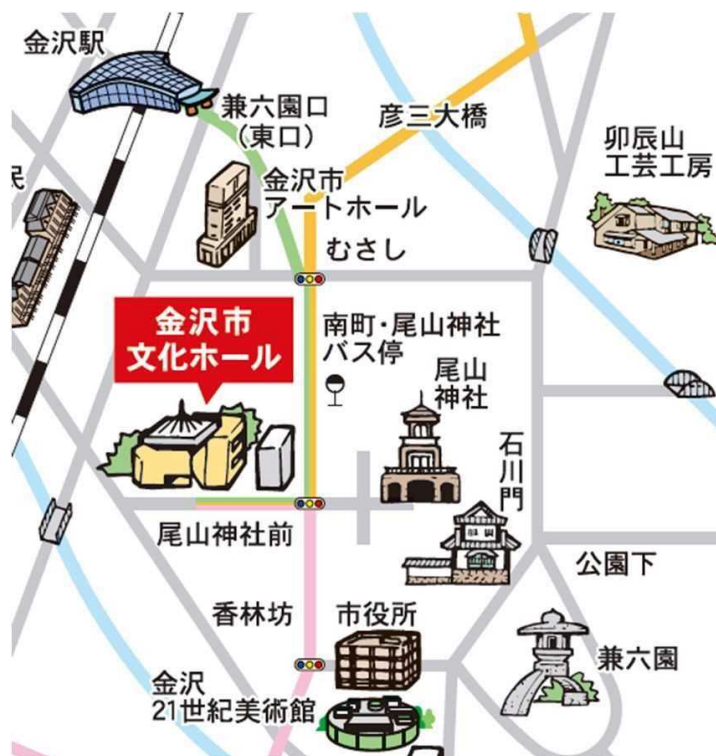 金沢駅
兼六園口
（東口）
彦三大橋
卯辰山
工芸工房
民
金沢市
アートホール
むさし
金沢市
文化ホール
南町・尾山神社
バス停
尾山
神社
石川門
尾山神社前
公園下
香林坊
市役所
兼六園
金沢
21世紀美術館